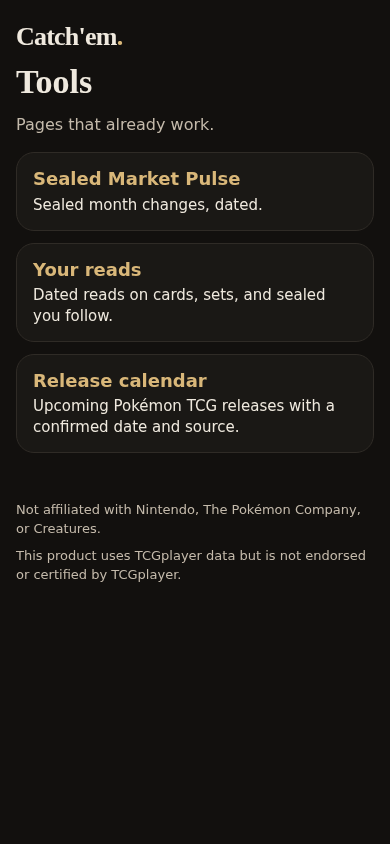 Catch'em.
Tools
Pages that already work.
Sealed Market Pulse
Sealed month changes, dated.
Your reads
Dated reads on cards, sets, and sealed
you follow.
Release calendar
Upcoming Pokémon TCG releases with a
confirmed date and source.
Not affiliated with Nintendo, The Pokémon Company,
or Creatures.
This product uses TCGplayer data but is not endorsed
or certified by TCGplayer.